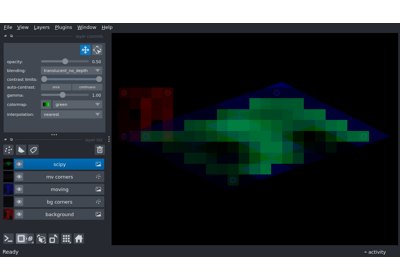 File View Layers Plugins Window Help
opacity: 0.50
blending: translucent_no_depth
contrast limits:
auto-contrast: once continuous
gamma: 1.00
colormap: green
interpolation: nearest
scipy
mv corners
moving
bg corners
background
Ready activity